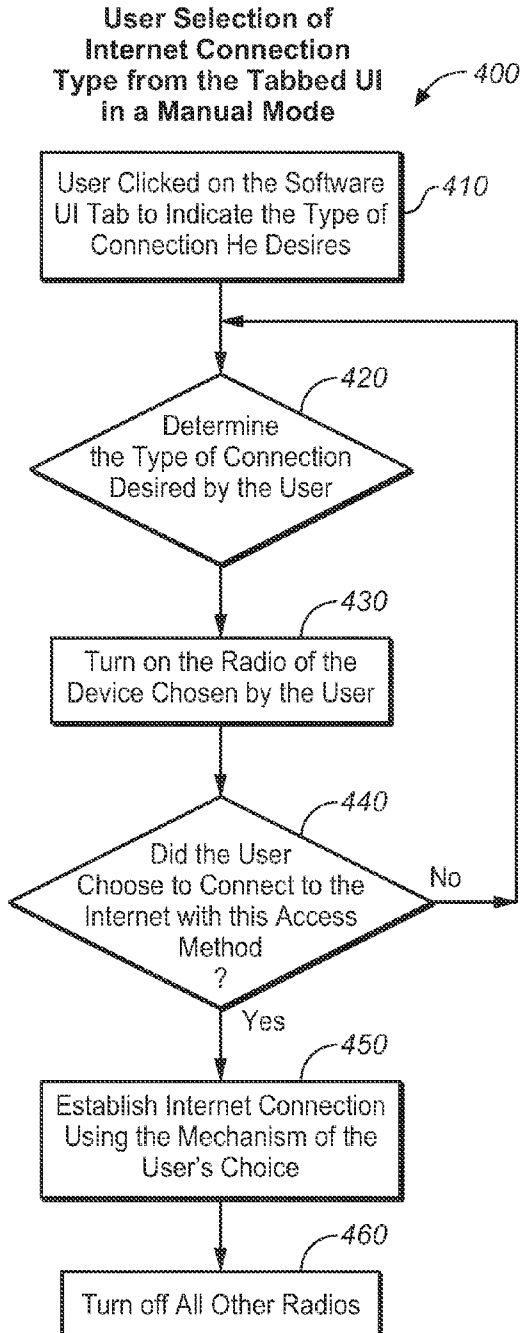 User Selection of
Internet Connection
Type from the Tabbed UI
in a Manual Mode
400
User Clicked on the Software
UI Tab to Indicate the Type of
Connection He Desires
410
420
Determine
the Type of Connection
Desired by the User
430
Turn on the Radio of the
Device Chosen by the User
440
Did the User
Choose to Connect to the
Internet with this Access
Method
?
No
Yes
450
Establish Internet Connection
Using the Mechanism of the
User's Choice
460
Turn off All Other Radios